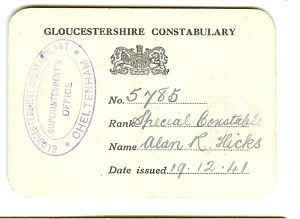 GLOUCESTERSHIRE CONSTABULARY
GLOUCESTERSHIRE CONSTABULARY
SUPERINTENDENT'S
OFFICE
CHELTENHAM
No. 5785
Rank Special Constable
Name Alan R. Hicks
Date issued 19.12.41